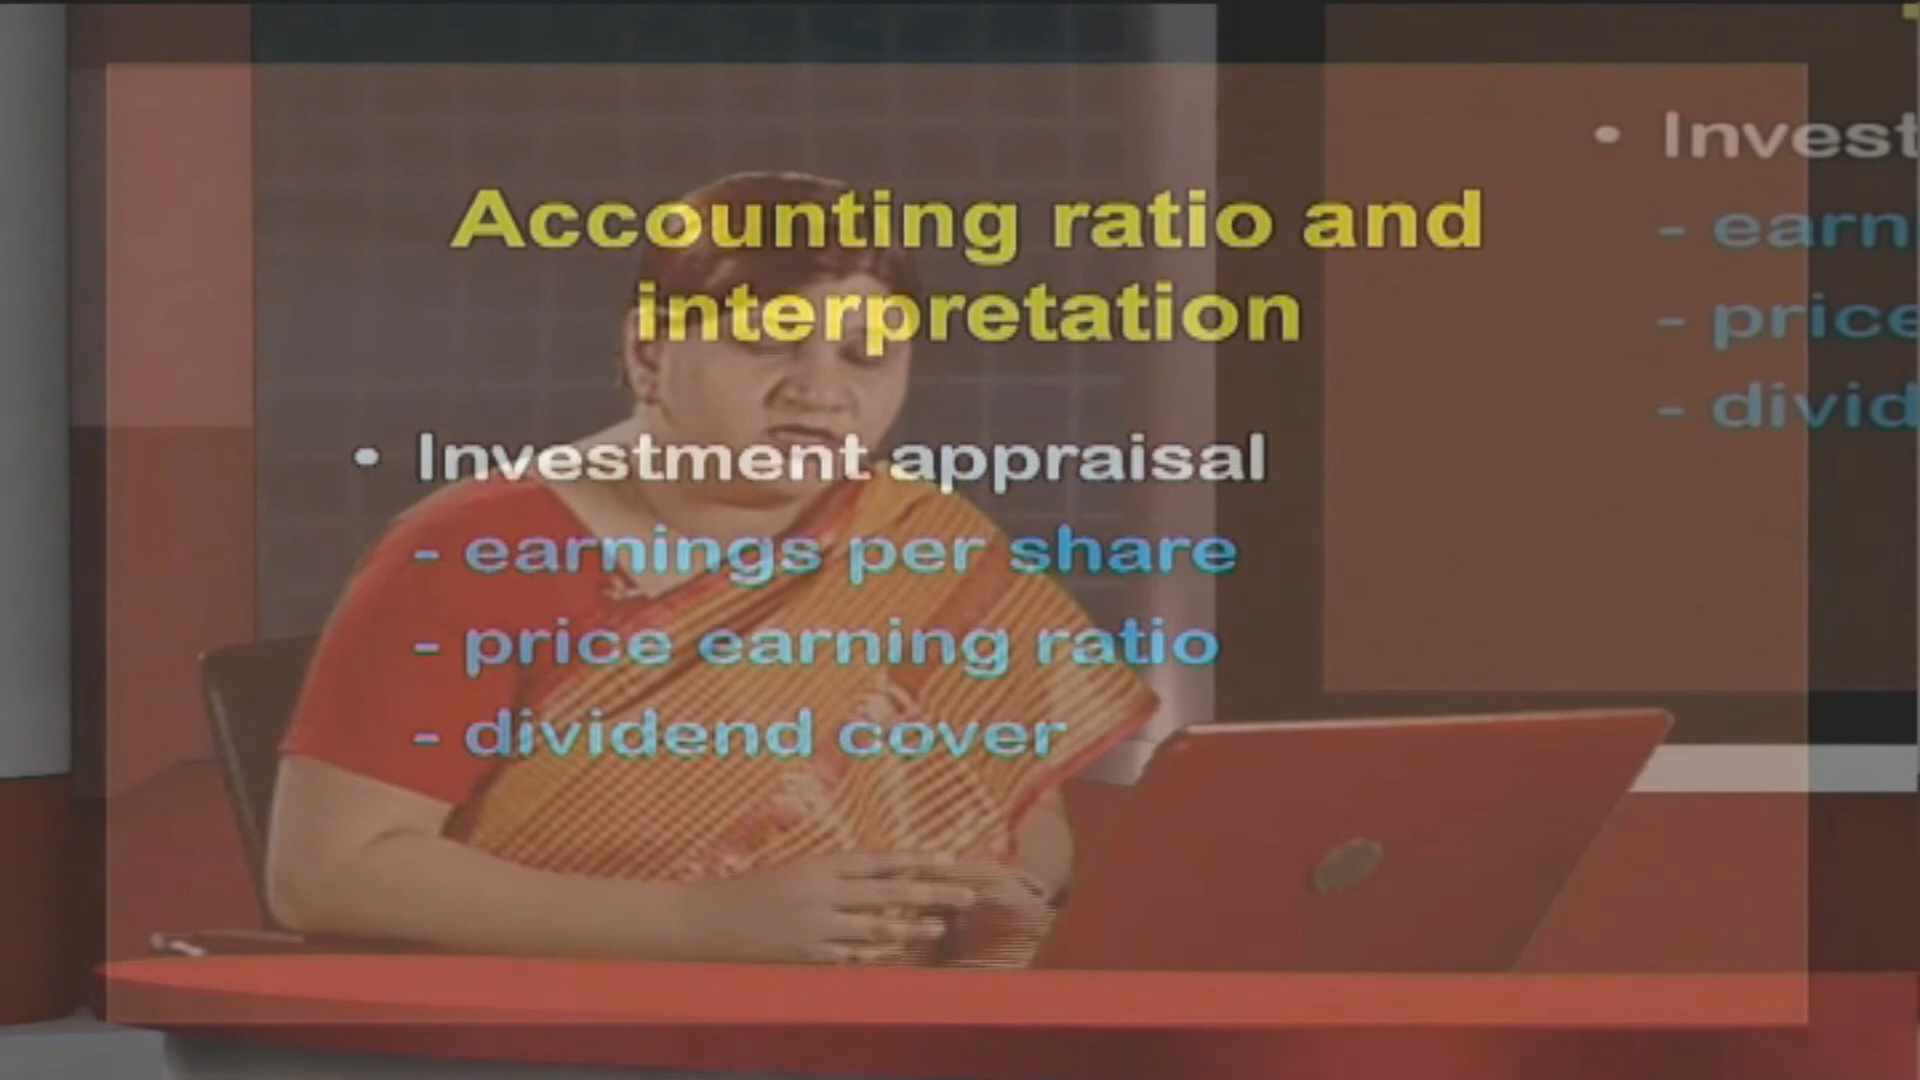 Accounting ratio and
interpretation
• Investment appraisal
- earnings per share
- price earning ratio
- dividend cover
• Invest
- earn
- price
- divid